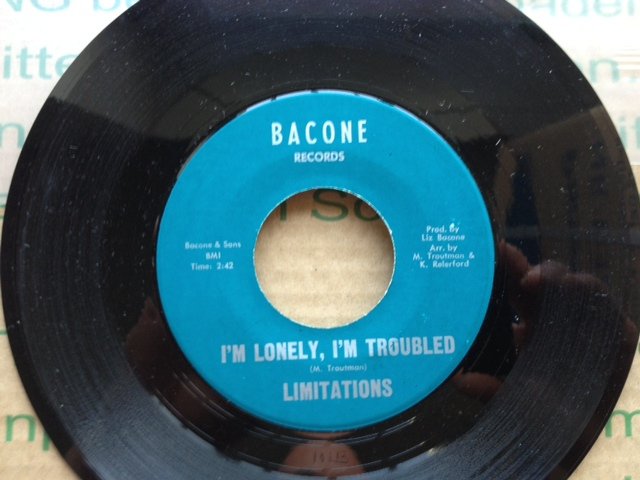 BACONE
RECORDS
Bacone & Sons
BMI
Time: 2:42
Prod. by
Liz Bacone
Arr. by
M. Troutman &
K. Relerford
I'M LONELY, I'M TROUBLED
(M. Troutman)
LIMITATIONS